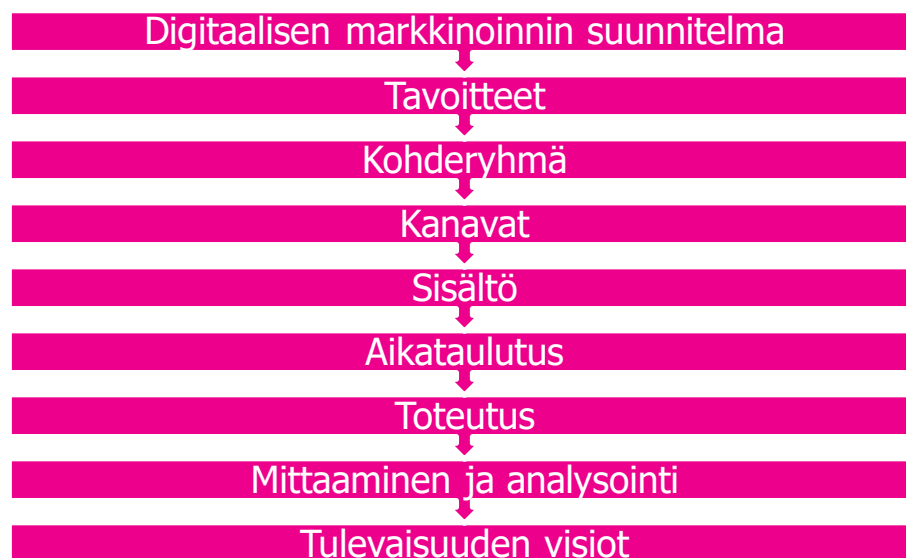 Digitaalisen markkinoinnin suunnitelma
Tavoitteet
Kohderyhmä
Kanavat
Sisältö
Aikataulutus
Toteutus
Mittaaminen ja analysointi
Tulevaisuuden visiot